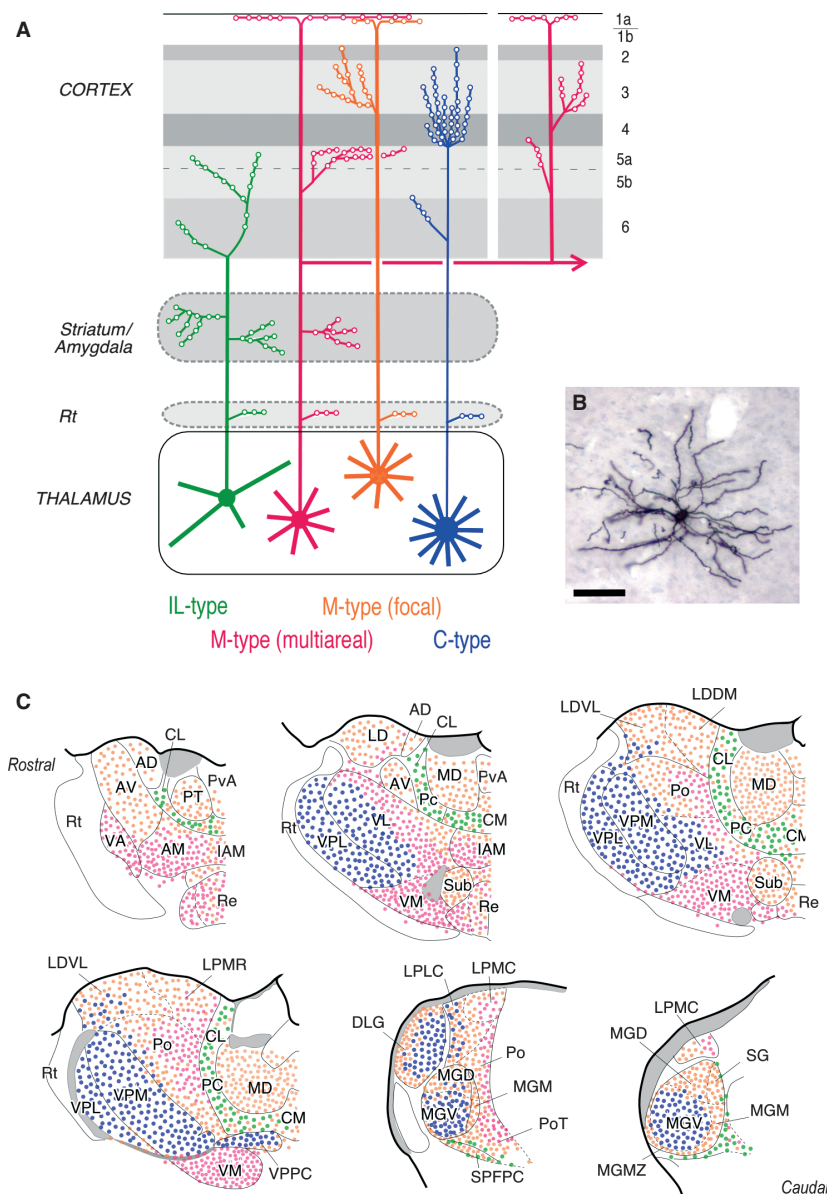 A
CORTEX
1a
1b
2
3
4
5a
5b
6
Striatum/
Amygdala
Rt
THALAMUS
B
IL-type
M-type (focal)
M-type (multiareal)
C-type
C
Rostral
CL
AD
AV
PvA
PT
Rt
VA
AM
IAM
Re
AD
CL
LD
AV
MD
PvA
Pc
Rt
VL
VPL
CM
IAM
Sub
VM
Re
LDDM
LDVL
CL
MD
Rt
Po
VPM
VPL
VL
PC
CM
Sub
VM
Re
LDVL
LPMR
CL
Po
Rt
PC
MD
VPM
VPL
CM
VM
VPPC
LPLC
LPMC
DLG
Po
MGD
MGM
MGV
PoT
SPFPC
LPMC
MGD
SG
MGM
MGV
MGMZ
Caudal